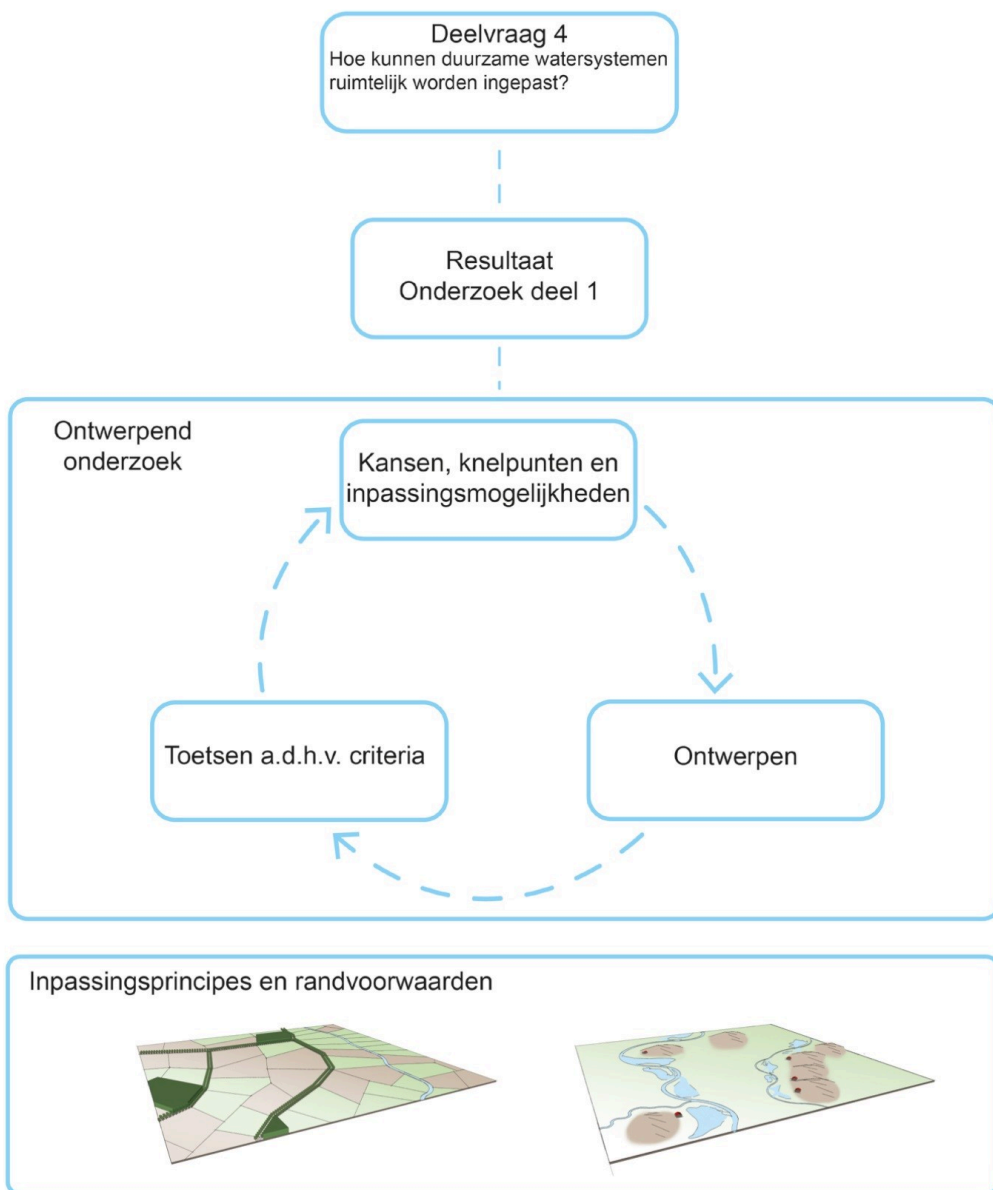 Deelvraag 4
Hoe kunnen duurzame watersystemen
ruimtelijk worden ingepast?
Resultaat
Onderzoek deel 1
Ontwerpend
onderzoek
Kansen, knelpunten en
inpassingsmogelijkheden
Toetsen a.d.h.v. criteria
Ontwerpen
Inpassingsprincipes en randvoorwaarden